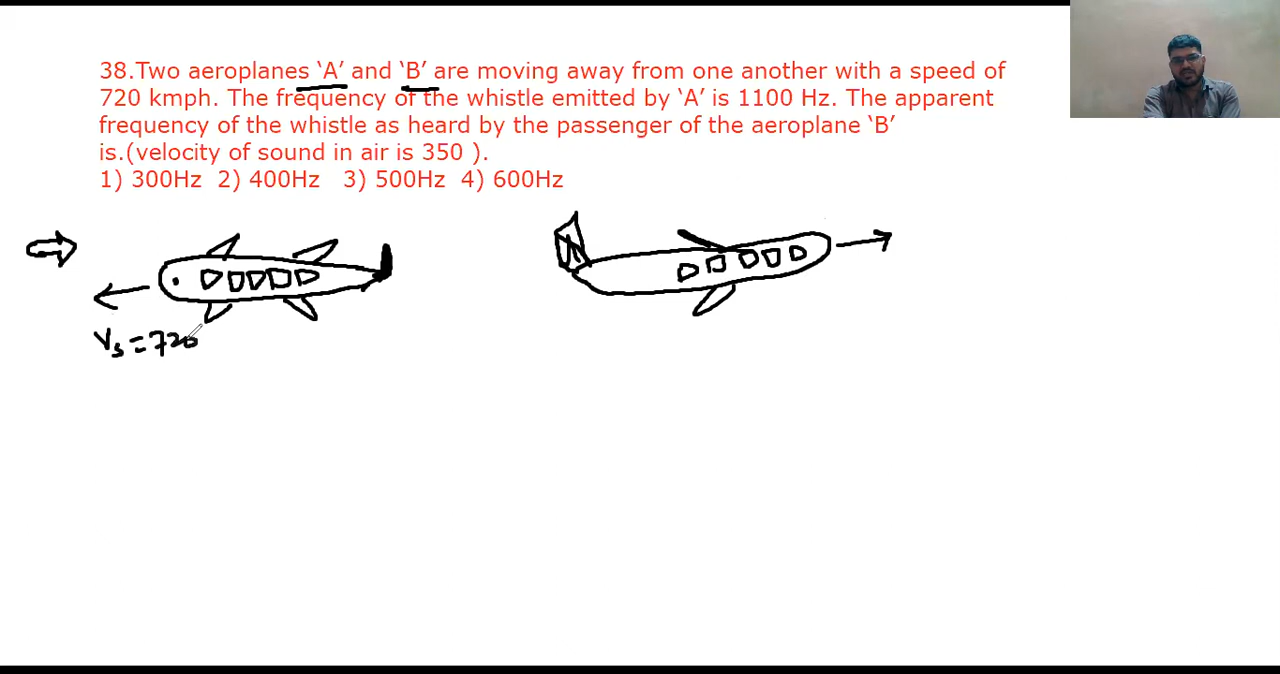 38.Two aeroplanes ‘A’ and ‘B’ are moving away from one another with a speed of
720 kmph. The frequency of the whistle emitted by ‘A’ is 1100 Hz. The apparent
frequency of the whistle as heard by the passenger of the aeroplane ‘B’
is.(velocity of sound in air is 350 ).
1) 300Hz 2) 400Hz 3) 500Hz 4) 600Hz
Vs = 720